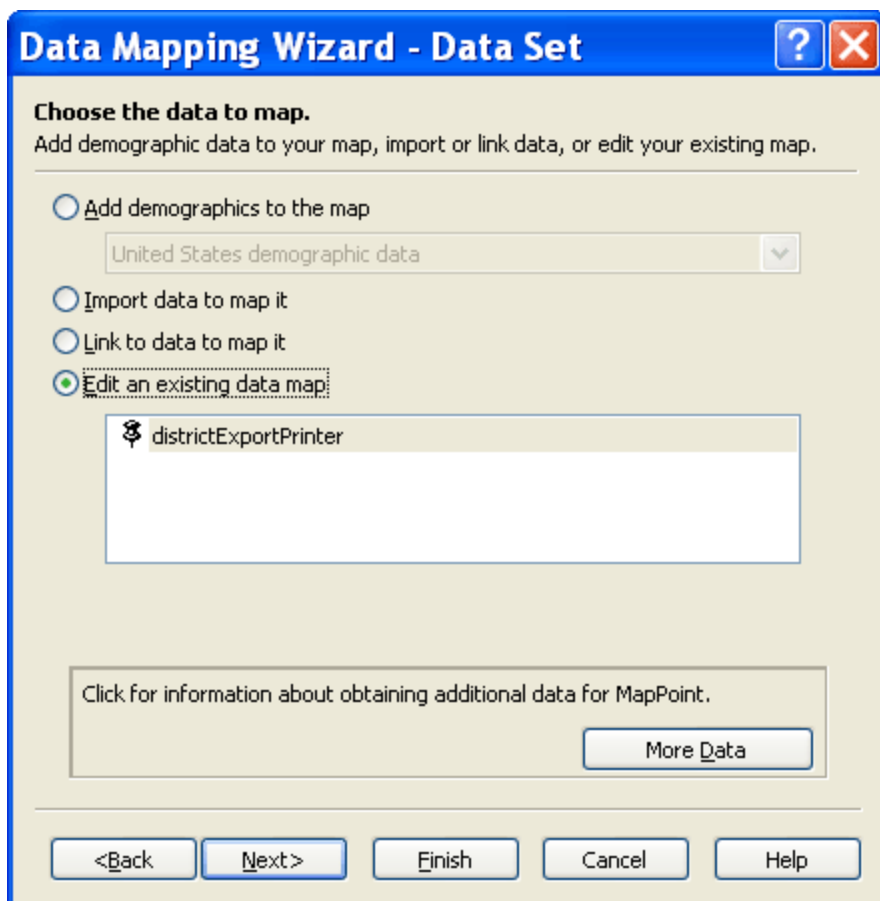 Data Mapping Wizard - Data Set
?
Choose the data to map.
Add demographic data to your map, import or link data, or edit your existing map.
Add demographics to the map
United States demographic data
Import data to map it
Link to data to map it
Edit an existing data map
districtExportPrinter
Click for information about obtaining additional data for MapPoint.
More Data
<Back Next> Finish Cancel Help